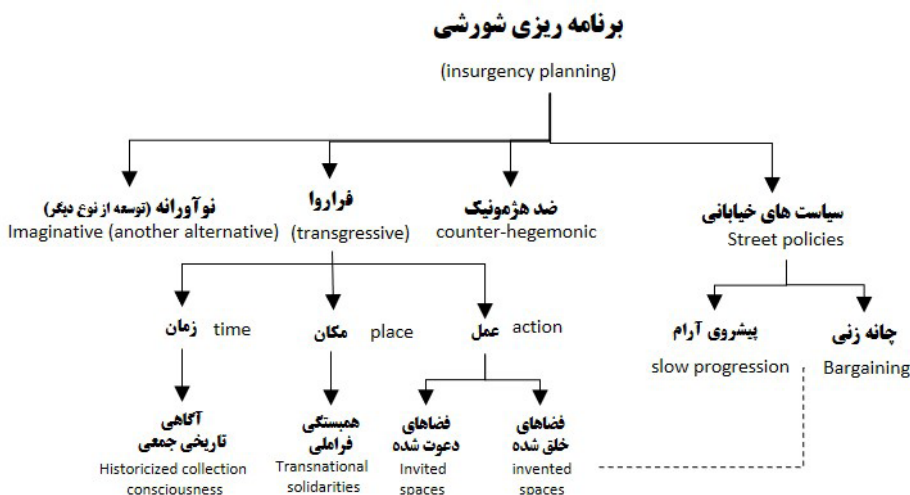 برنامه ریزی شورشی
(insurgency planning)
نوآورانه (توسعه از نوع دیگر)
Imaginative (another alternative)
فراروا
(transgressive)
ضد هژمونیک
counter-hegemonic
سیاست های خیابانی
Street policies
زمان time
مکان place
عمل action
پیشروی آرام
slow progression
چانه زنی
Bargaining
آگاهی
تاریخی جمعی
Historicized collection
consciousness
همبستگی
فراملی
Transnational
solidarities
فضاهای
دعوت شده
Invited
spaces
فضاهای
خلق شده
invented
spaces